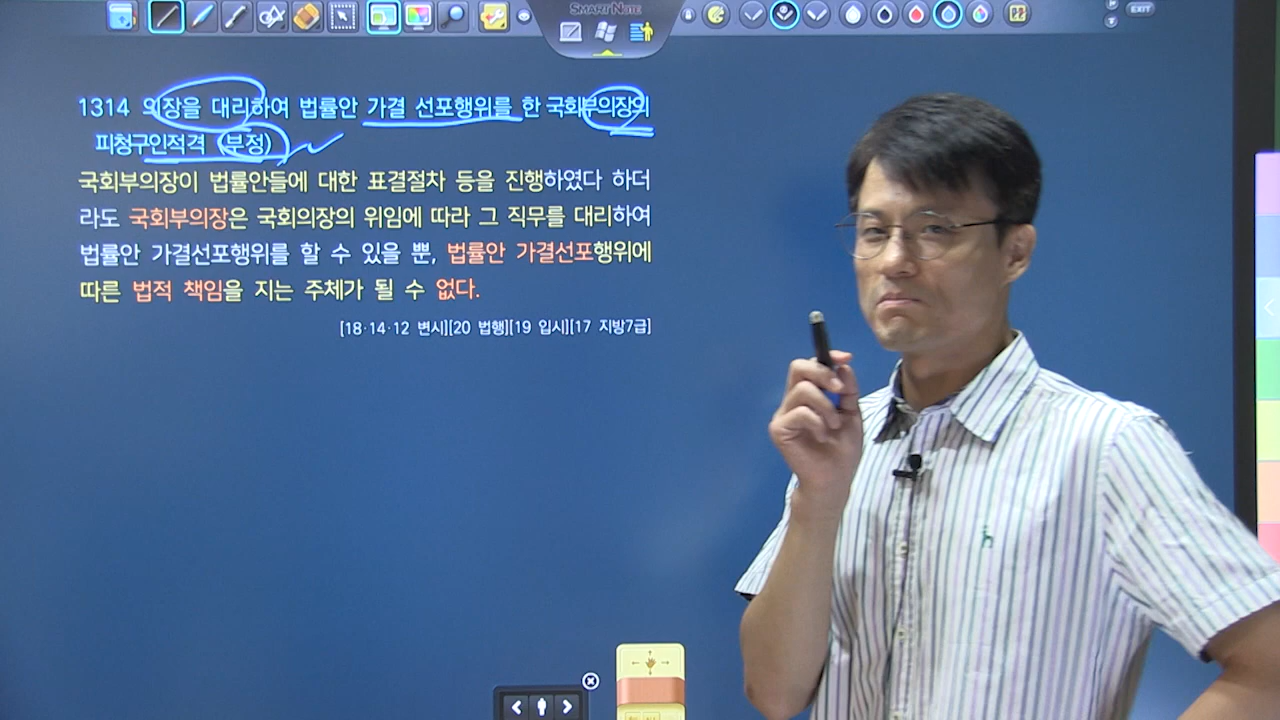 SMART NOTE
EXIT
1314 의장을 대리하여 법률안 가결 선포행위를 한 국회부의장의
피청구인적격 (부정)
국회부의장이 법률안들에 대한 표결절차 등을 진행하였다 하더
라도 국회부의장은 국회의장의 위임에 따라 그 직무를 대리하여
법률안 가결선포행위를 할 수 있을 뿐, 법률안 가결선포행위에
따른 법적 책임을 지는 주체가 될 수 없다.
[18·14·12 변시][20 법행][19 입시][17 지방7급]